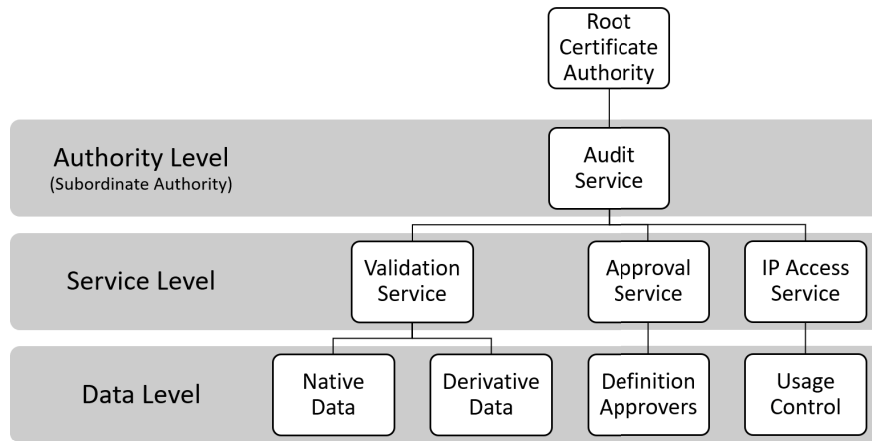 Root
Certificate
Authority
Authority Level
(Subordinate Authority)
Audit
Service
Service Level
Validation
Service
Approval
Service
IP Access
Service
Data Level
Native
Data
Derivative
Data
Definition
Approvers
Usage
Control